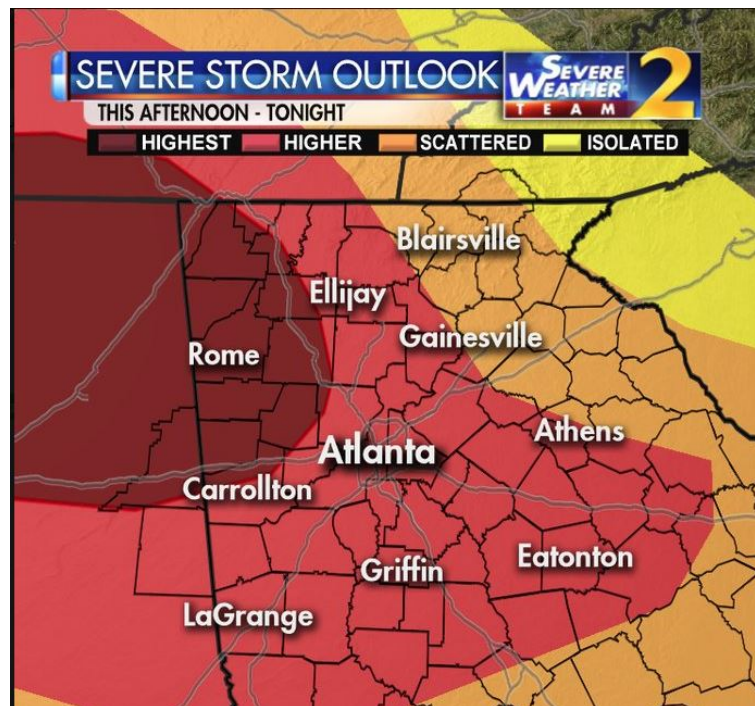 SEVERE STORM OUTLOOK
SEVERE
WEATHER
TEAM
2
THIS AFTERNOON - TONIGHT
HIGHEST
HIGHER
SCATTERED
ISOLATED
Blairsville
Ellijay
Gainesville
Rome
Athens
Atlanta
Carrollton
Eatonton
Griffin
LaGrange